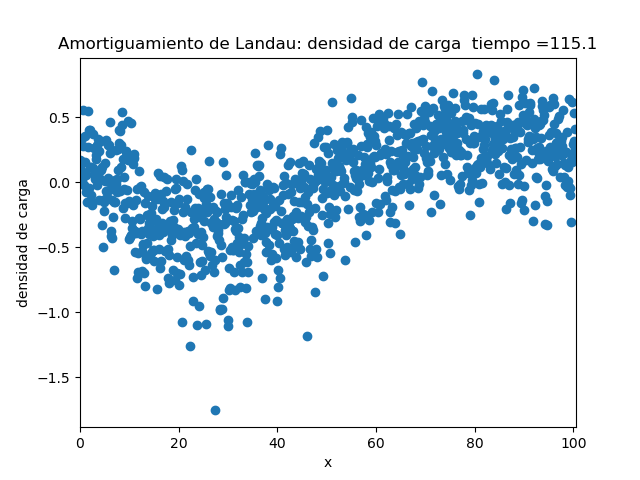 Amortiguamiento de Landau: densidad de carga  tiempo =115.1
densidad de carga
0.5
0.0
−0.5
−1.0
−1.5
0 20 40 60 80 100
x